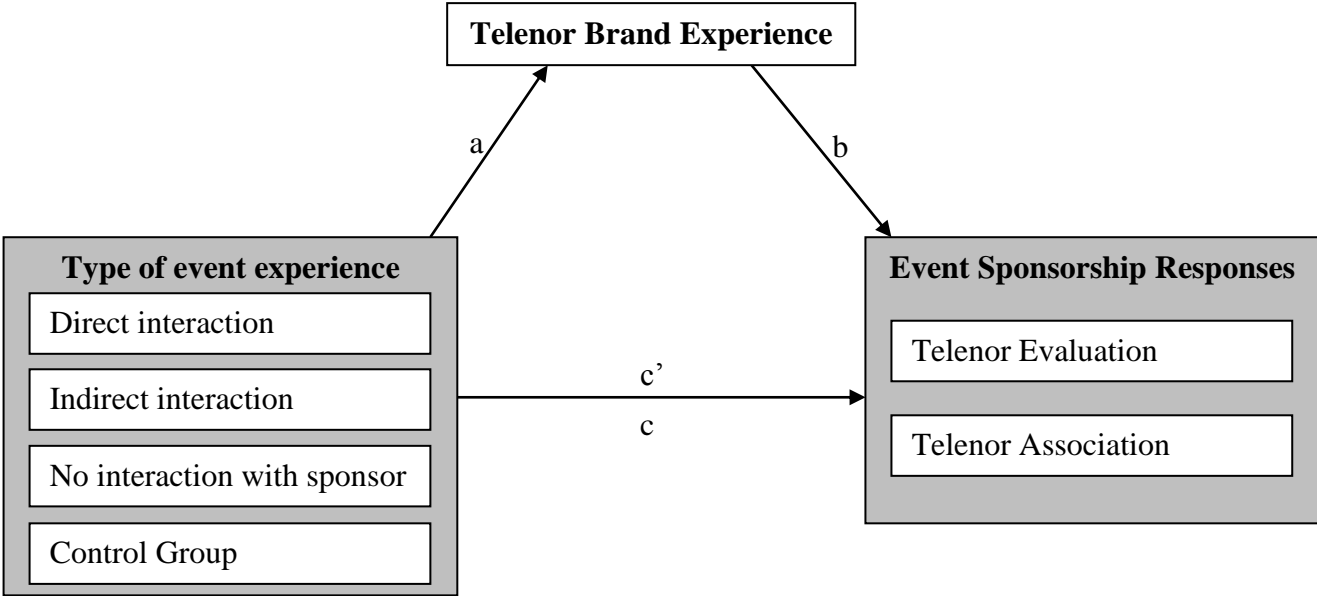 Telenor Brand Experience
a
b
Type of event experience
Direct interaction
Indirect interaction
No interaction with sponsor
Control Group
c’
c
Event Sponsorship Responses
Telenor Evaluation
Telenor Association